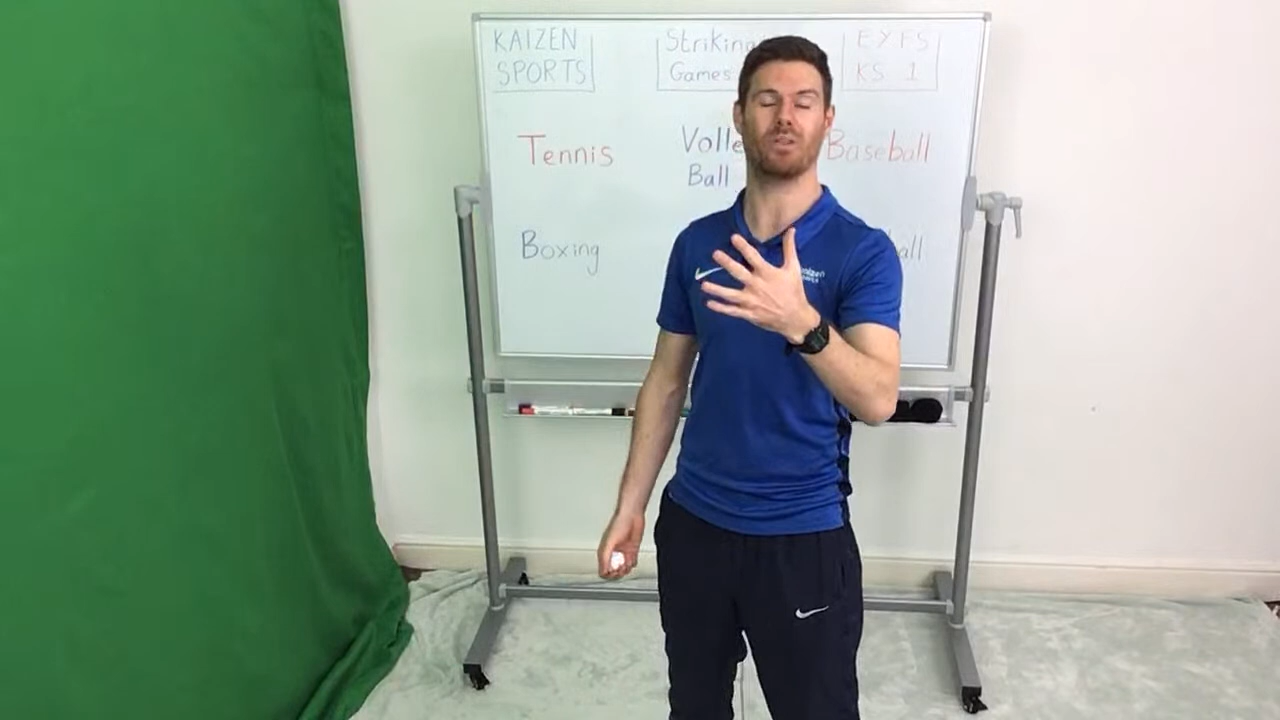 KAIZEN
SPORTS
Striking
Games
EYFS
KS 1
Tennis
Volle
Ball
Baseball
Boxing
all